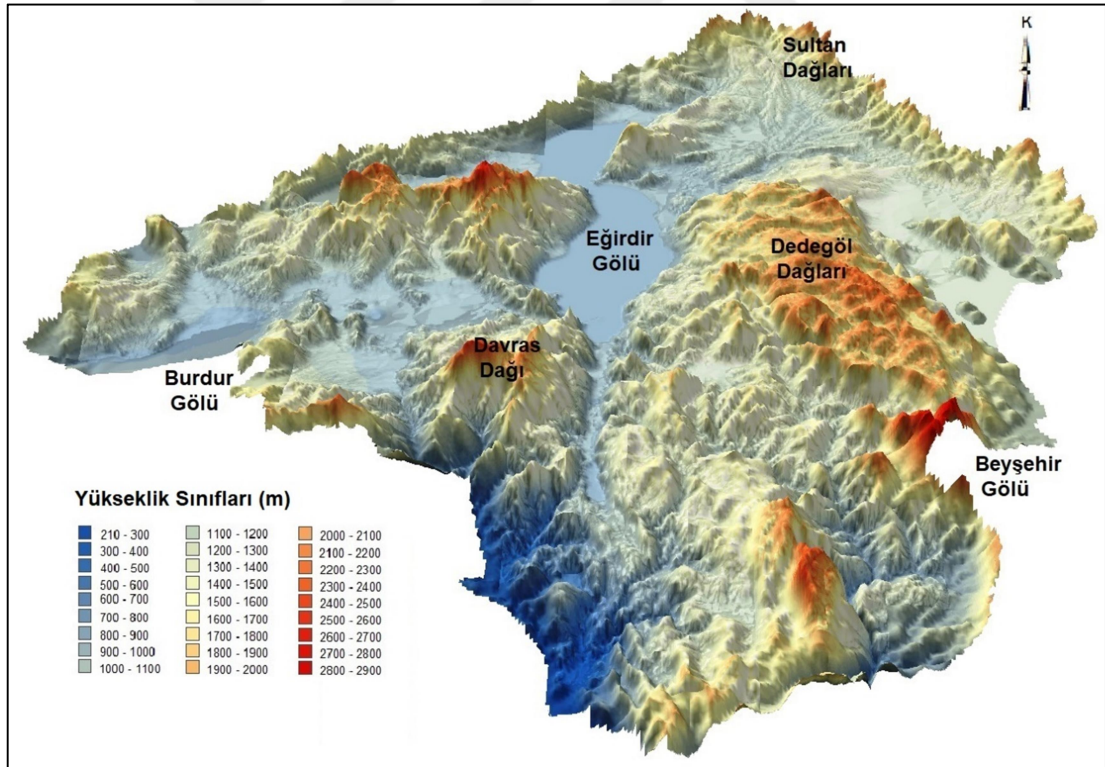 K
Sultan
Dağları
Eğirdir
Gölü
Dedegöl
Dağları
Davras
Dağı
Burdur
Gölü
Beyşehir
Gölü
Yükseklik Sınıfları (m)
210 - 300
300 - 400
400 - 500
500 - 600
600 - 700
700 - 800
800 - 900
900 - 1000
1000 - 1100
1100 - 1200
1200 - 1300
1300 - 1400
1400 - 1500
1500 - 1600
1600 - 1700
1700 - 1800
1800 - 1900
1900 - 2000
2000 - 2100
2100 - 2200
2200 - 2300
2300 - 2400
2400 - 2500
2500 - 2600
2600 - 2700
2700 - 2800
2800 - 2900